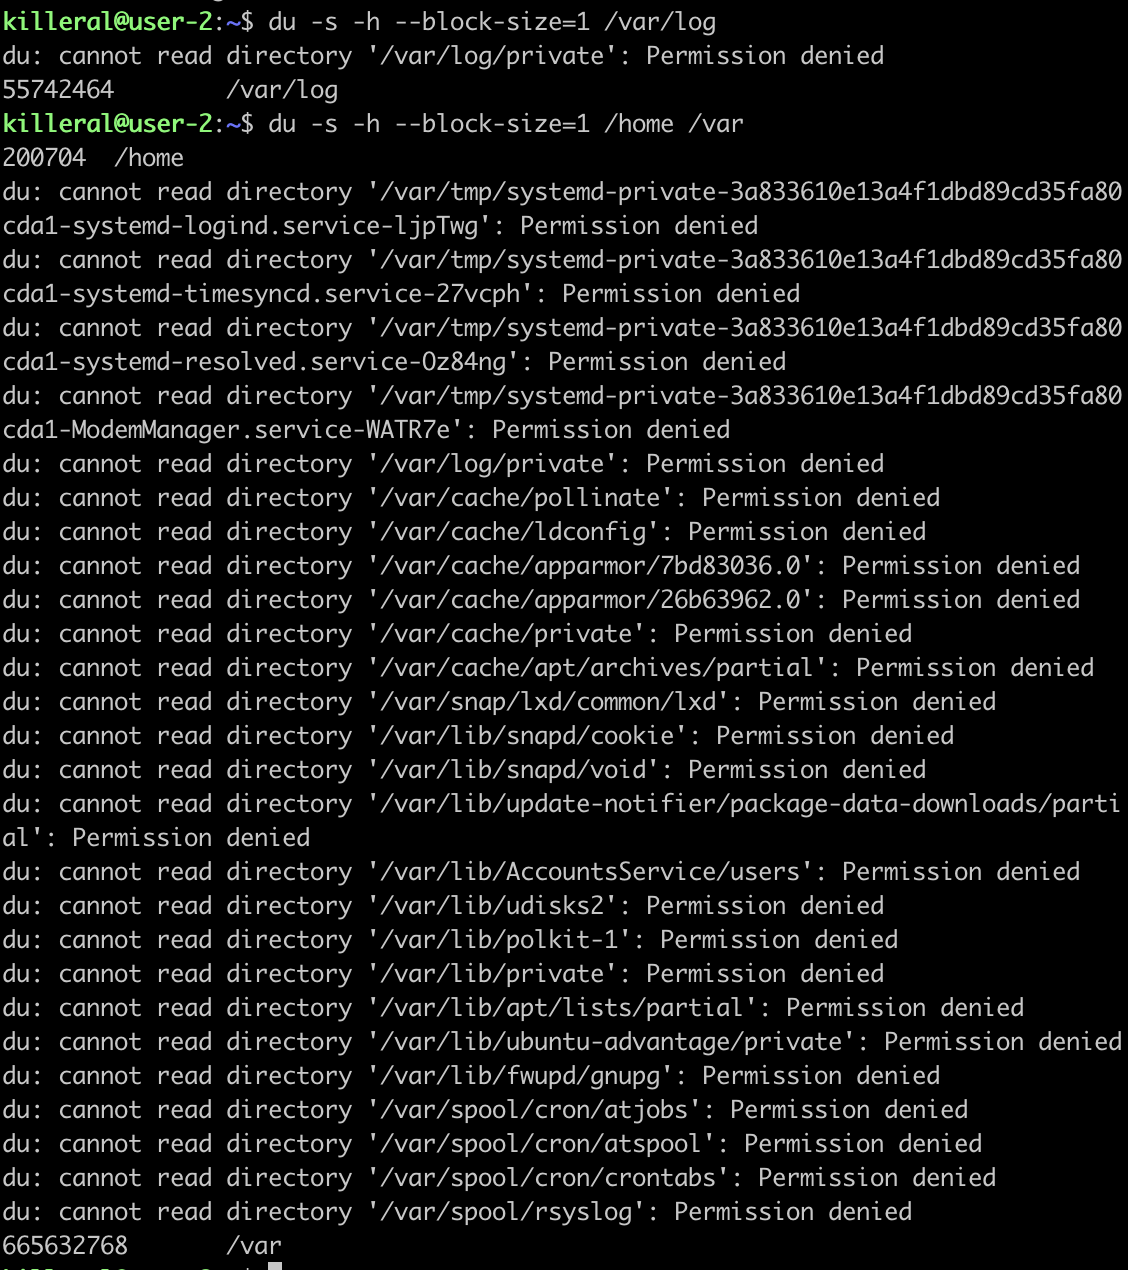 killeral@user-2:~$ du -s -h --block-size=1 /var/log
du: cannot read directory '/var/log/private': Permission denied
55742464        /var/log
killeral@user-2:~$ du -s -h --block-size=1 /home /var
200704  /home
du: cannot read directory '/var/tmp/systemd-private-3a833610e13a4f1dbd89cd35fa80
cda1-systemd-logind.service-ljpTwg': Permission denied
du: cannot read directory '/var/tmp/systemd-private-3a833610e13a4f1dbd89cd35fa80
cda1-systemd-timesyncd.service-27vcph': Permission denied
du: cannot read directory '/var/tmp/systemd-private-3a833610e13a4f1dbd89cd35fa80
cda1-systemd-resolved.service-Oz84ng': Permission denied
du: cannot read directory '/var/tmp/systemd-private-3a833610e13a4f1dbd89cd35fa80
cda1-ModemManager.service-WATR7e': Permission denied
du: cannot read directory '/var/log/private': Permission denied
du: cannot read directory '/var/cache/pollinate': Permission denied
du: cannot read directory '/var/cache/ldconfig': Permission denied
du: cannot read directory '/var/cache/apparmor/7bd83036.0': Permission denied
du: cannot read directory '/var/cache/apparmor/26b63962.0': Permission denied
du: cannot read directory '/var/cache/private': Permission denied
du: cannot read directory '/var/cache/apt/archives/partial': Permission denied
du: cannot read directory '/var/snap/lxd/common/lxd': Permission denied
du: cannot read directory '/var/lib/snapd/cookie': Permission denied
du: cannot read directory '/var/lib/snapd/void': Permission denied
du: cannot read directory '/var/lib/update-notifier/package-data-downloads/parti
al': Permission denied
du: cannot read directory '/var/lib/AccountsService/users': Permission denied
du: cannot read directory '/var/lib/udisks2': Permission denied
du: cannot read directory '/var/lib/polkit-1': Permission denied
du: cannot read directory '/var/lib/private': Permission denied
du: cannot read directory '/var/lib/apt/lists/partial': Permission denied
du: cannot read directory '/var/lib/ubuntu-advantage/private': Permission denied
du: cannot read directory '/var/lib/fwupd/gnupg': Permission denied
du: cannot read directory '/var/spool/cron/atjobs': Permission denied
du: cannot read directory '/var/spool/cron/atspool': Permission denied
du: cannot read directory '/var/spool/cron/crontabs': Permission denied
du: cannot read directory '/var/spool/rsyslog': Permission denied
665632768       /var